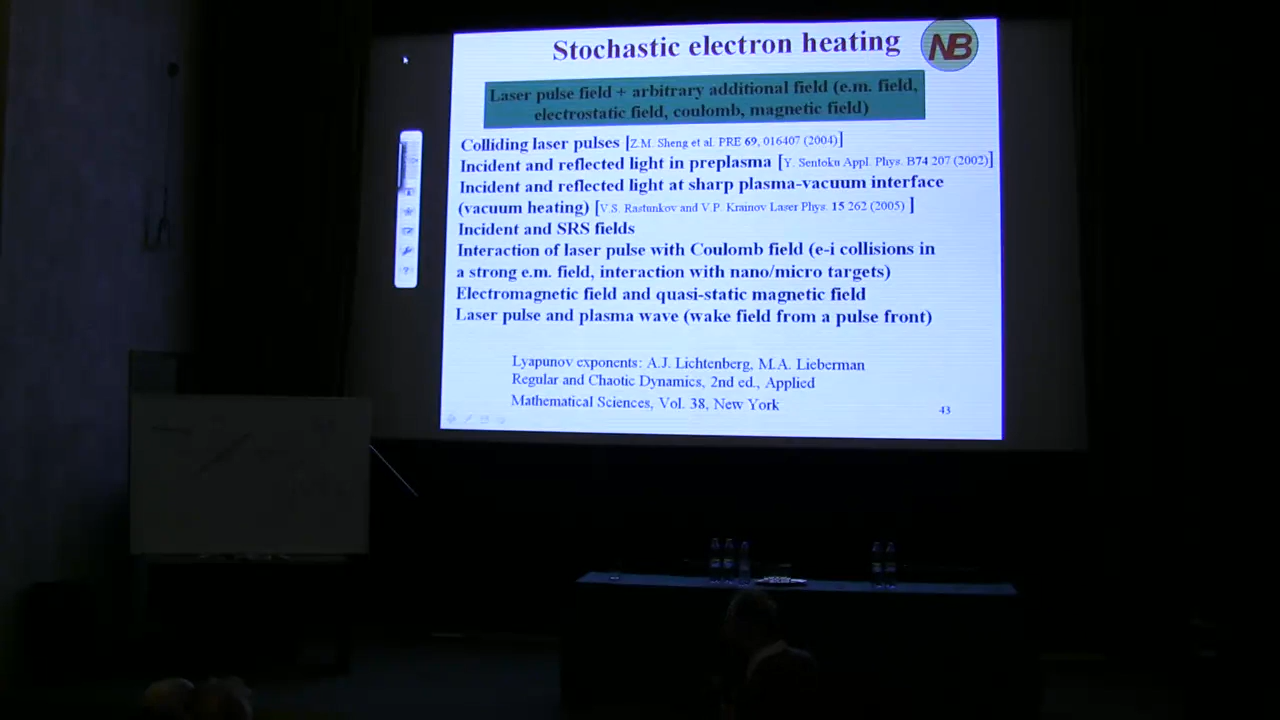 Stochastic electron heating
NB
Laser pulse field + arbitrary additional field (e.m. field,
electrostatic field, coulomb, magnetic field)
Colliding laser pulses [Z.M. Sheng et al. PRE 69, 016407 (2004)]
Incident and reflected light in preplasma [Y. Sentoku Appl. Phys. B74 207 (2002)]
Incident and reflected light at sharp plasma-vacuum interface
(vacuum heating) [V.S. Rastunkov and V.P. Krainov Laser Phys. 15 262 (2005) ]
Incident and SRS fields
Interaction of laser pulse with Coulomb field (e-i collisions in
a strong e.m. field, interaction with nano/micro targets)
Electromagnetic field and quasi-static magnetic field
Laser pulse and plasma wave (wake field from a pulse front)
Lyapunov exponents: A.J. Lichtenberg, M.A. Lieberman
Regular and Chaotic Dynamics, 2nd ed., Applied
Mathematical Sciences, Vol. 38, New York
43